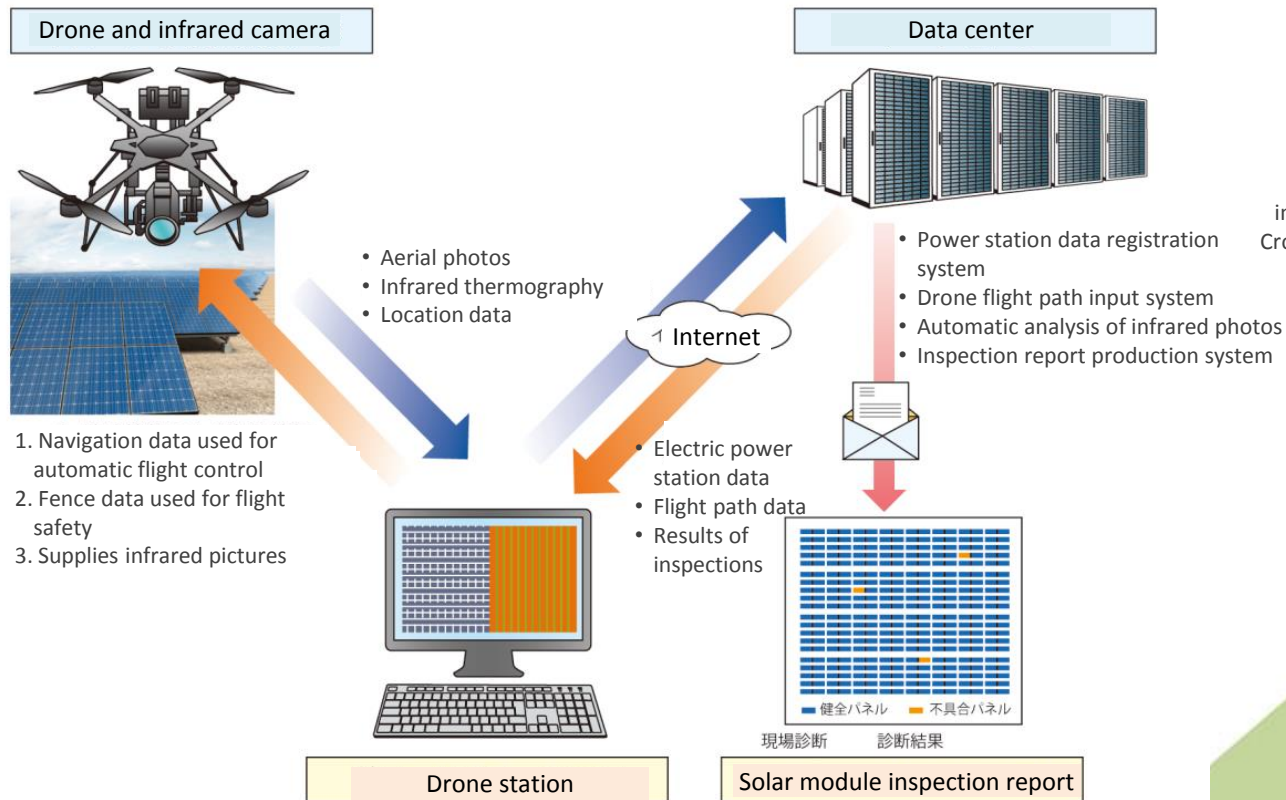 Drone and infrared camera
Data center
• Aerial photos
• Infrared thermography
• Location data
Internet
• Power station data registration
system
• Drone flight path input system
• Automatic analysis of infrared photos
• Inspection report production system
1. Navigation data used for
automatic flight control
2. Fence data used for flight
safety
3. Supplies infrared pictures
• Electric power
station data
• Flight path data
• Results of
inspections
健全パネル 不具合パネル
現場診断 診断結果
Drone station
Solar module inspection report